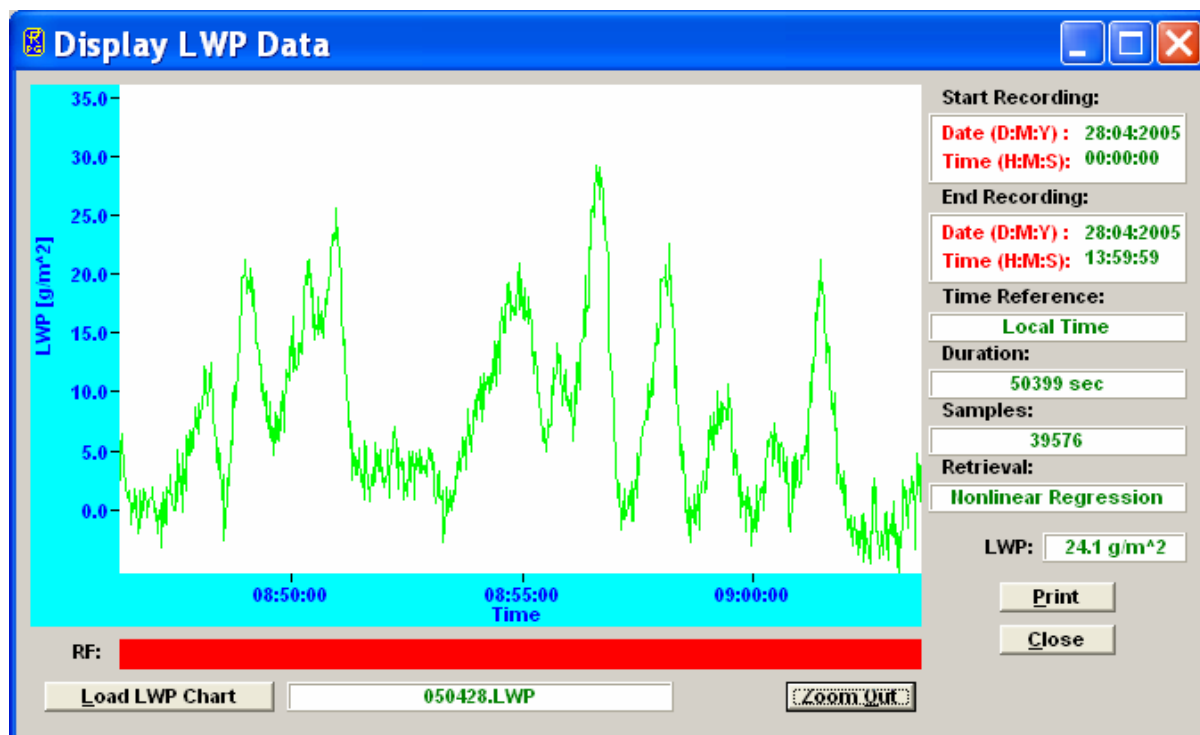 Display LWP Data
35.0
30.0
25.0
20.0
15.0
10.0
5.0
0.0
LWP [g/m^2]
08:50:00 08:55:00 09:00:00
Time
RF:
Load LWP Chart 050428.LWP Zoom Out
Start Recording:
Date (D:M:Y) : 28:04:2005
Time (H:M:S): 00:00:00
End Recording:
Date (D:M:Y) : 28:04:2005
Time (H:M:S): 13:59:59
Time Reference:
Local Time
Duration:
50399 sec
Samples:
39576
Retrieval:
Nonlinear Regression
LWP: 24.1 g/m^2
Print
Close